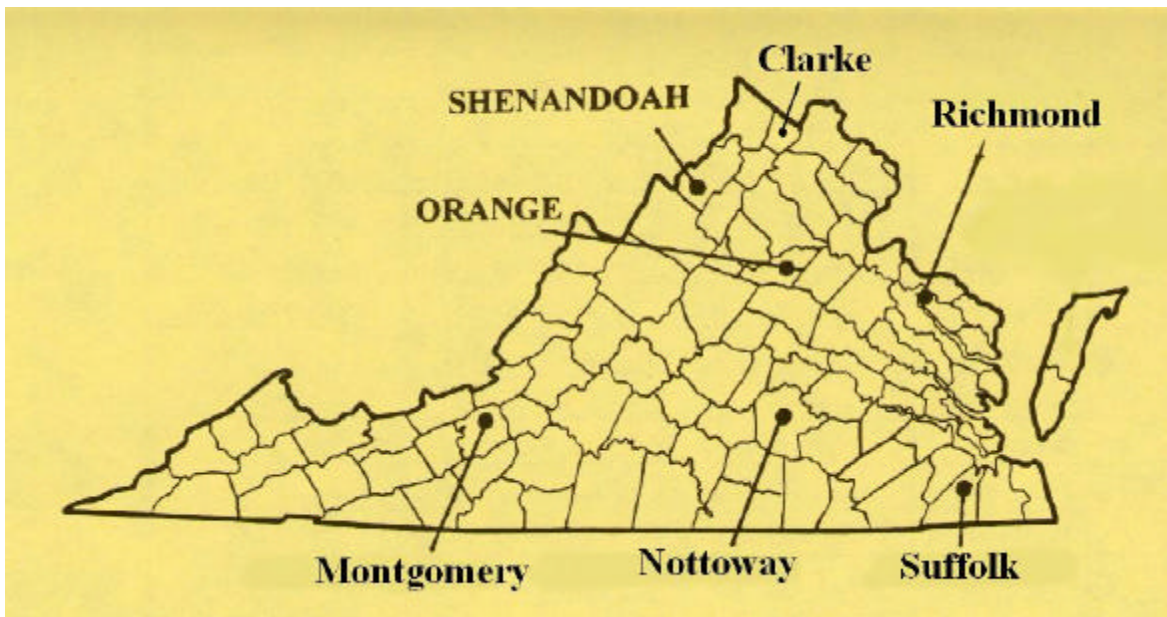 Clarke
SHENANDOAH
Richmond
ORANGE
Montgomery
Nottoway
Suffolk